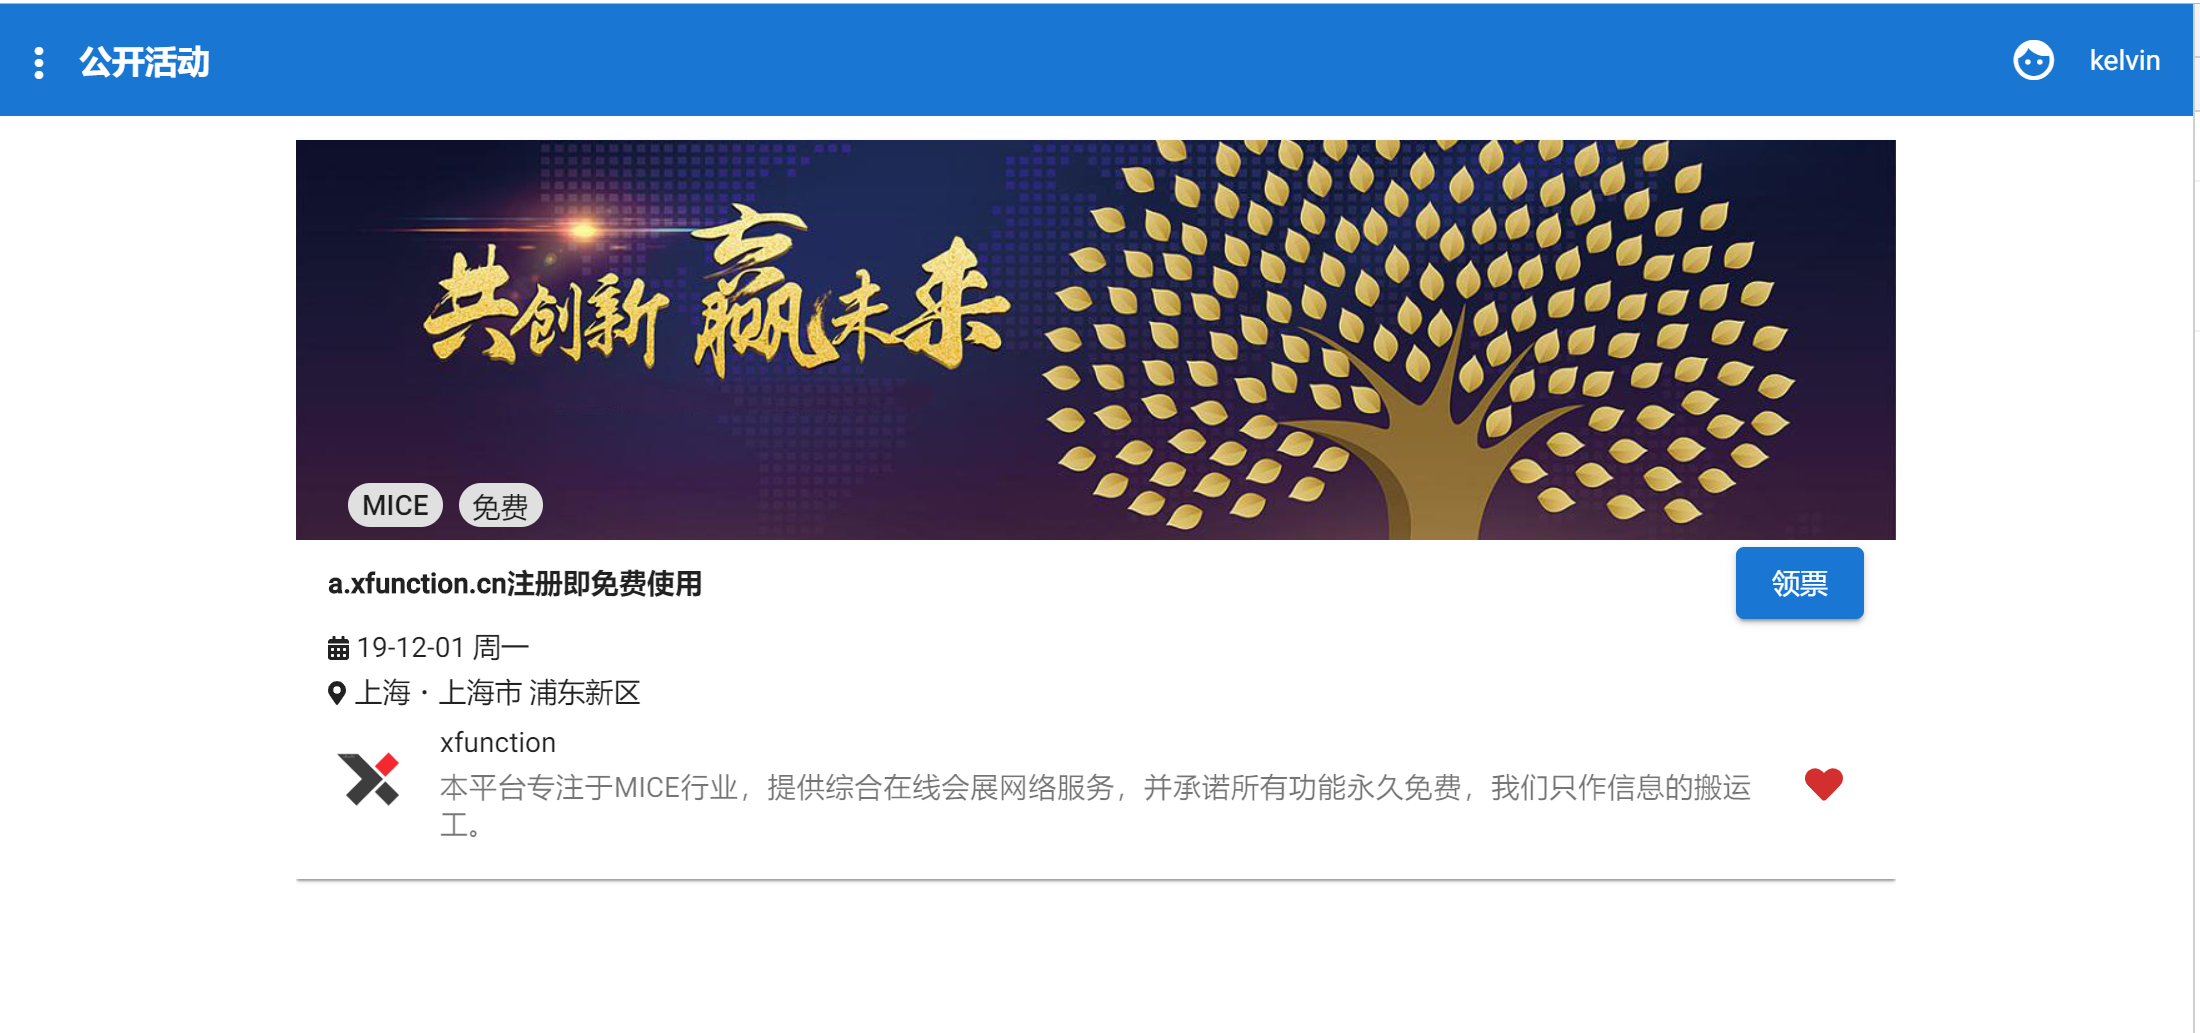 公开活动
kelvin
共创新 赢未来
MICE 免费
a.xfunction.cn注册即免费使用
领票
19-12-01 周一
上海·上海市 浦东新区
xfunction
本平台专注于MICE行业，提供综合在线会展网络服务，并承诺所有功能永久免费，我们只作信息的搬运
工。